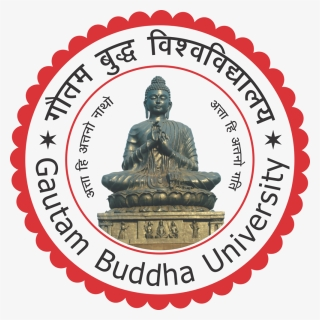 गौतम बुद्ध विश्वविद्यालय
अत्ता हि अत्तनो नाथो
अत्ता हि अत्तनो गति
Gautam Buddha University